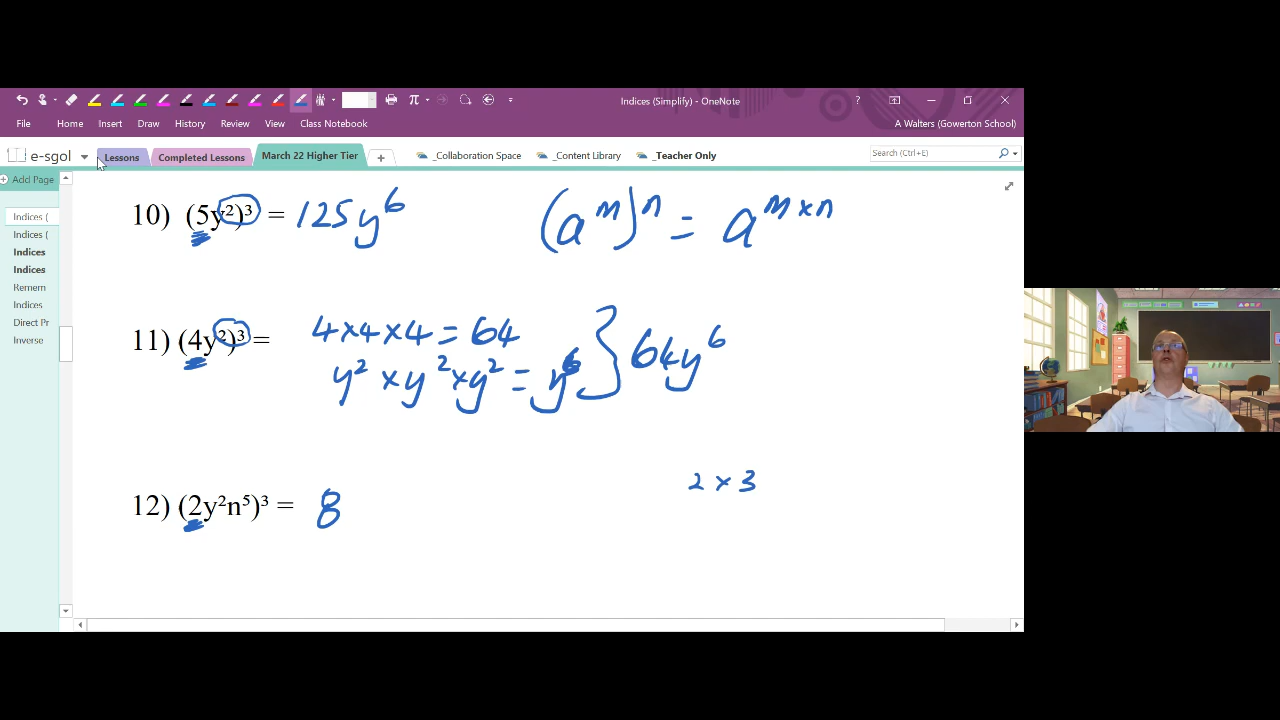 Indices (Simplify) - OneNote
File Home Insert Draw History Review View Class Notebook
A Walters (Gowerton School)
e-sgol Lessons Completed Lessons March 22 Higher Tier _Collaboration Space _Content Library _Teacher Only
Search (Ctrl+E)
Add Page
Indices (
Indices (
Indices
Indices
Remem
Indices
Direct Pr
Inverse
10) (5y²)³ = 125y⁶ (aᵐ)ⁿ = aᵐˣⁿ
11) (4y²)³ = 4×4×4=64
y²×y²×y² = y⁶ } 64y⁶
2×3
12) (2y²n⁵)³ = 8